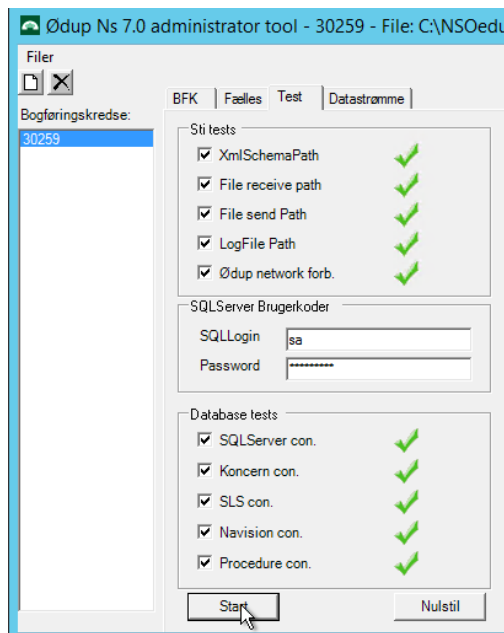 Ødup Ns 7.0 administrator tool - 30259 - File: C:\NSOedu
Filer
Bogføringskredse:
30259
BFK Fælles Test Datastrømme
Sti tests
XmlSchemaPath
File receive path
File send Path
LogFile Path
Ødup network forb.
SQLServer Brugerkoder
SQLLogin sa
Password *********
Database tests
SQLServer con.
Koncern con.
SLS con.
Navision con.
Procedure con.
Start Nulstil